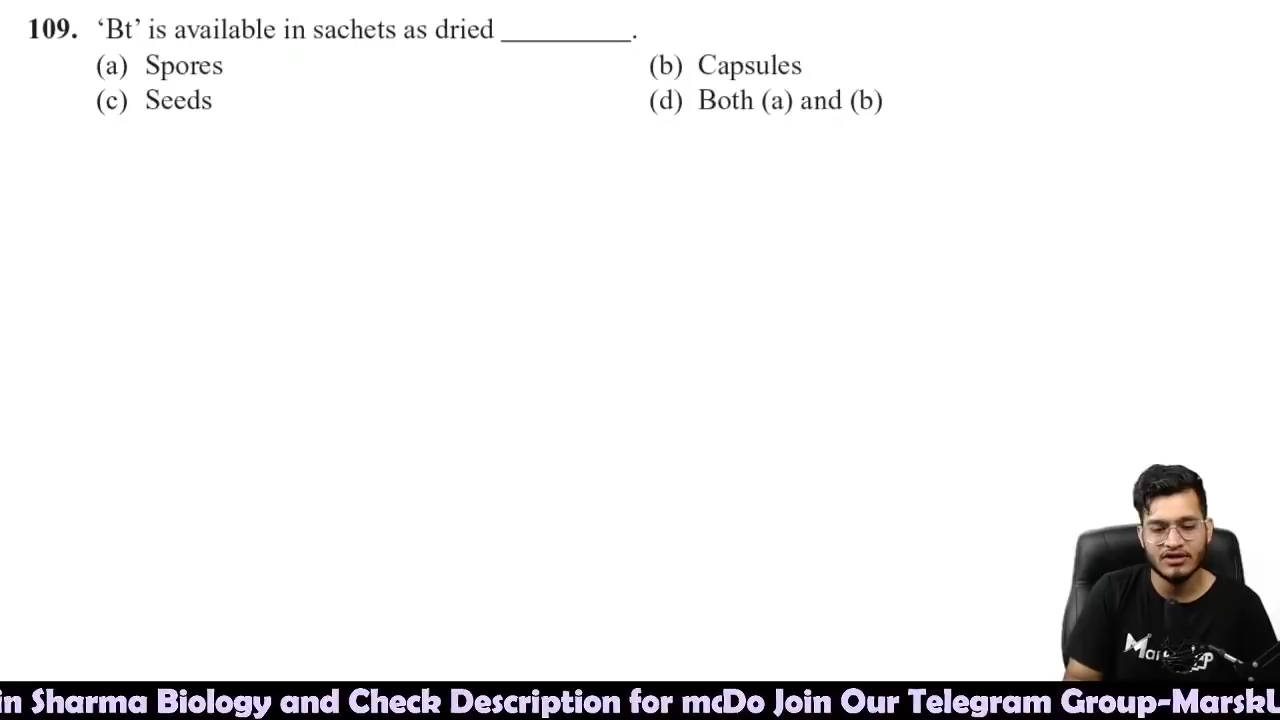 109. ‘Bt’ is available in sachets as dried _________.
(a) Spores (b) Capsules
(c) Seeds (d) Both (a) and (b)
in Sharma Biology and Check Description for mcDo Join Our Telegram Group-MarskU